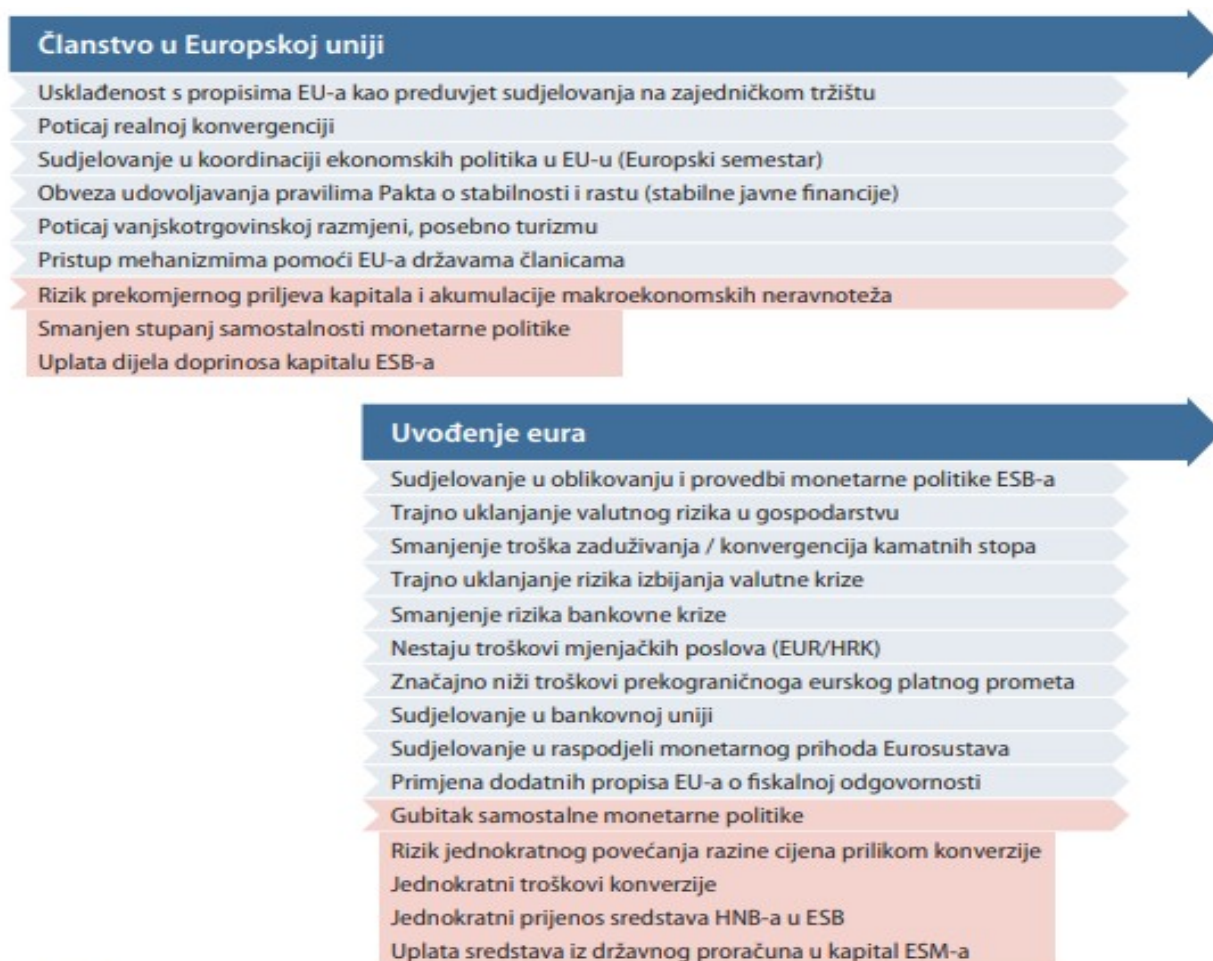 Članstvo u Europskoj uniji
Usklađenost s propisima EU-a kao preduvjet sudjelovanja na zajedničkom tržištu
Poticaj realnoj konvergenciji
Sudjelovanje u koordinaciji ekonomskih politika u EU-u (Europski semestar)
Obveza udovoljavanja pravilima Pakta o stabilnosti i rastu (stabilne javne financije)
Poticaj vanjskotrgovinskoj razmjeni, posebno turizmu
Pristup mehanizmima pomoći EU-a državama članicama
Rizik prekomjernog priljeva kapitala i akumulacije makroekonomskih neravnoteža
Smanjen stupanj samostalnosti monetarne politike
Uplata dijela doprinosa kapitalu ESB-a
Uvođenje eura
Sudjelovanje u oblikovanju i provedbi monetarne politike ESB-a
Trajno uklanjanje valutnog rizika u gospodarstvu
Smanjenje troška zaduživanja / konvergencija kamatnih stopa
Trajno uklanjanje rizika izbijanja valutne krize
Smanjenje rizika bankovne krize
Nestaju troškovi mjenjačkih poslova (EUR/HRK)
Značajno niži troškovi prekograničnoga eurskog platnog prometa
Sudjelovanje u bankovnoj uniji
Sudjelovanje u raspodjeli monetarnog prihoda Eurosustava
Primjena dodatnih propisa EU-a o fiskalnoj odgovornosti
Gubitak samostalne monetarne politike
Rizik jednokratnog povećanja razine cijena prilikom konverzije
Jednokratni troškovi konverzije
Jednokratni prijenos sredstava HNB-a u ESB
Uplata sredstava iz državnog proračuna u kapital ESM-a